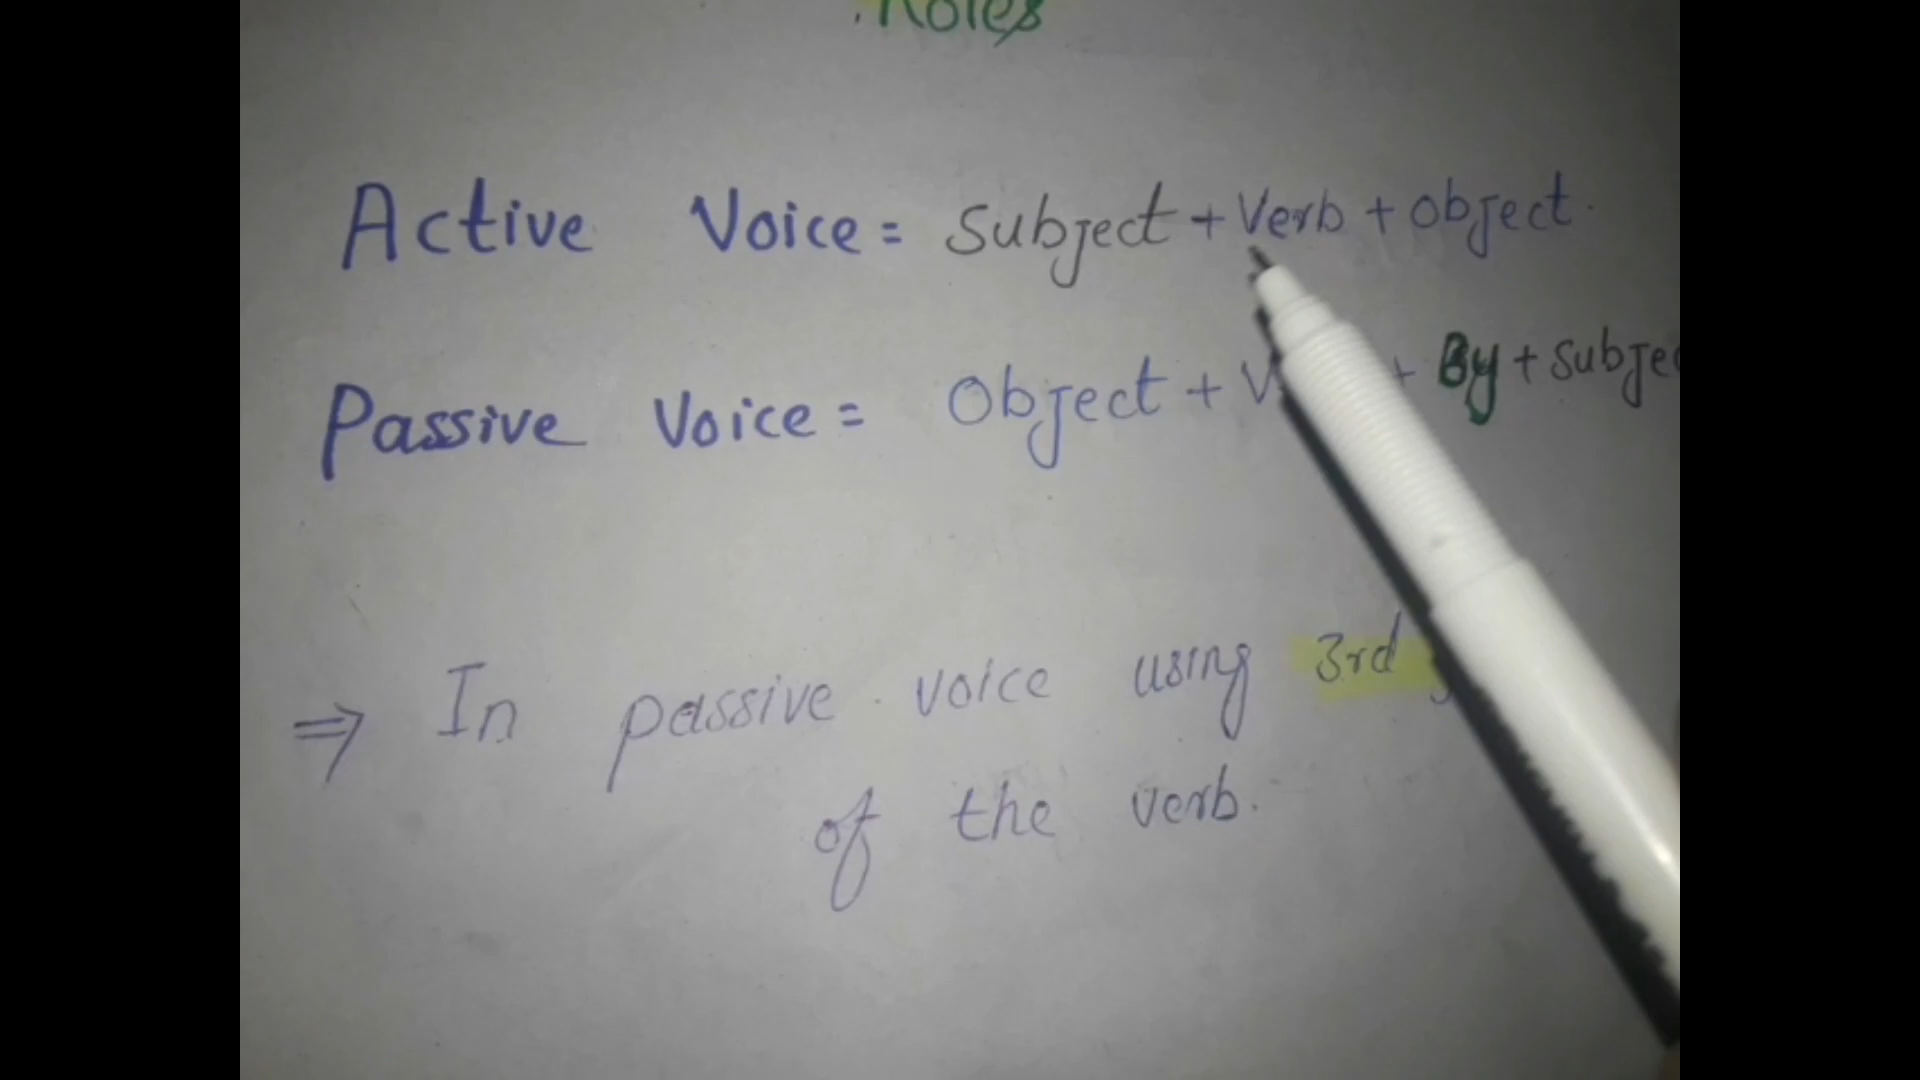 Active Voice = Subject + Verb + object.
Passive Voice = Object + + By + Subje
⇒ In passive voice using 3rd
of the verb.